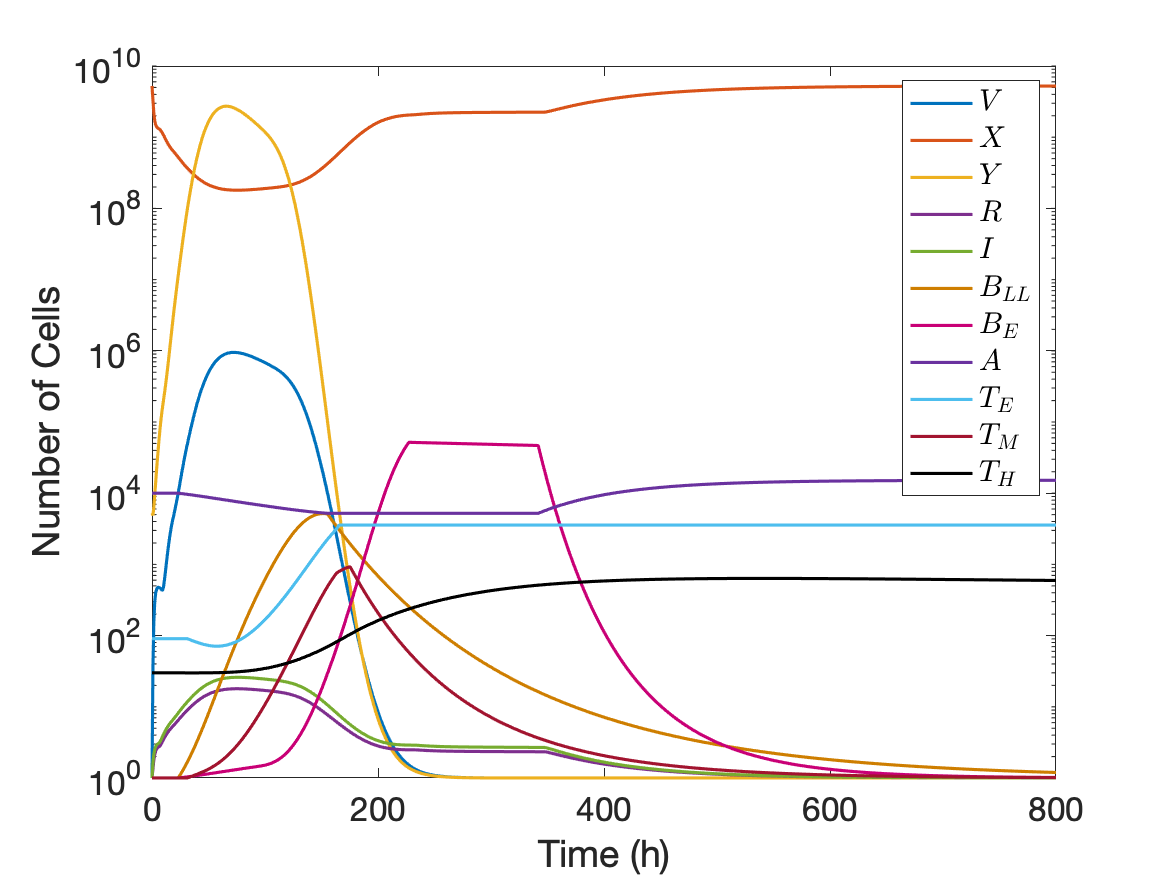 10^10
10^8
10^6
10^4
10^2
10^0
Number of Cells
0 200 400 600 800
Time (h)
V
X
Y
R
I
B_LL
B_E
A
T_E
T_M
T_H